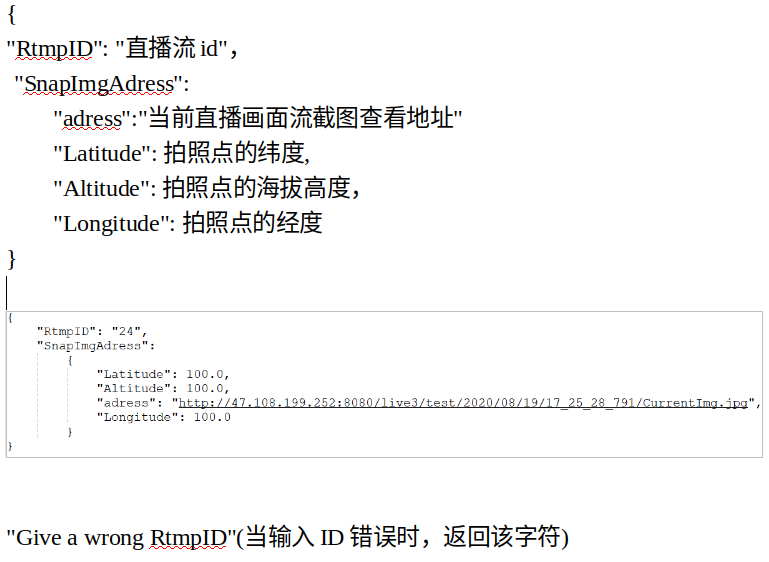 {
"RtmpID": "直播流 id"，
"SnapImgAdress":
"adress":"当前直播画面流截图查看地址"
"Latitude": 拍照点的纬度,
"Altitude": 拍照点的海拔高度，
"Longitude": 拍照点的经度
}
{
"RtmpID": "24",
"SnapImgAdress":
{
"Latitude": 100.0,
"Altitude": 100.0,
"adress": "http://47.108.199.252:8080/live3/test/2020/08/19/17_25_28_791/CurrentImg.jpg",
"Longitude": 100.0
}
}
"Give a wrong RtmpID"(当输入 ID 错误时，返回该字符)